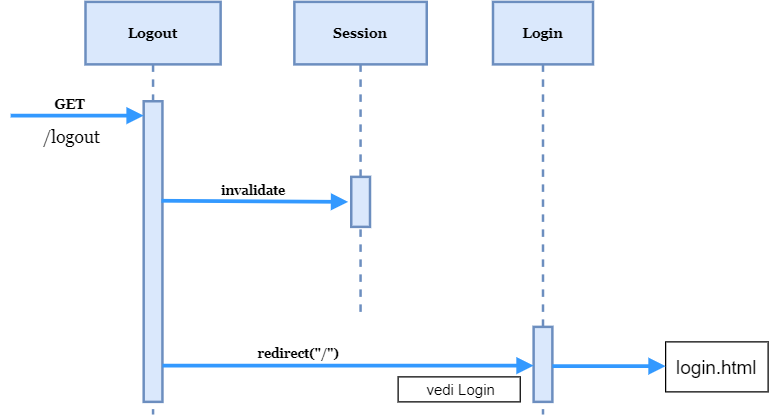 Logout
Session
Login
GET
/logout
invalidate
redirect("/")
vedi Login
login.html